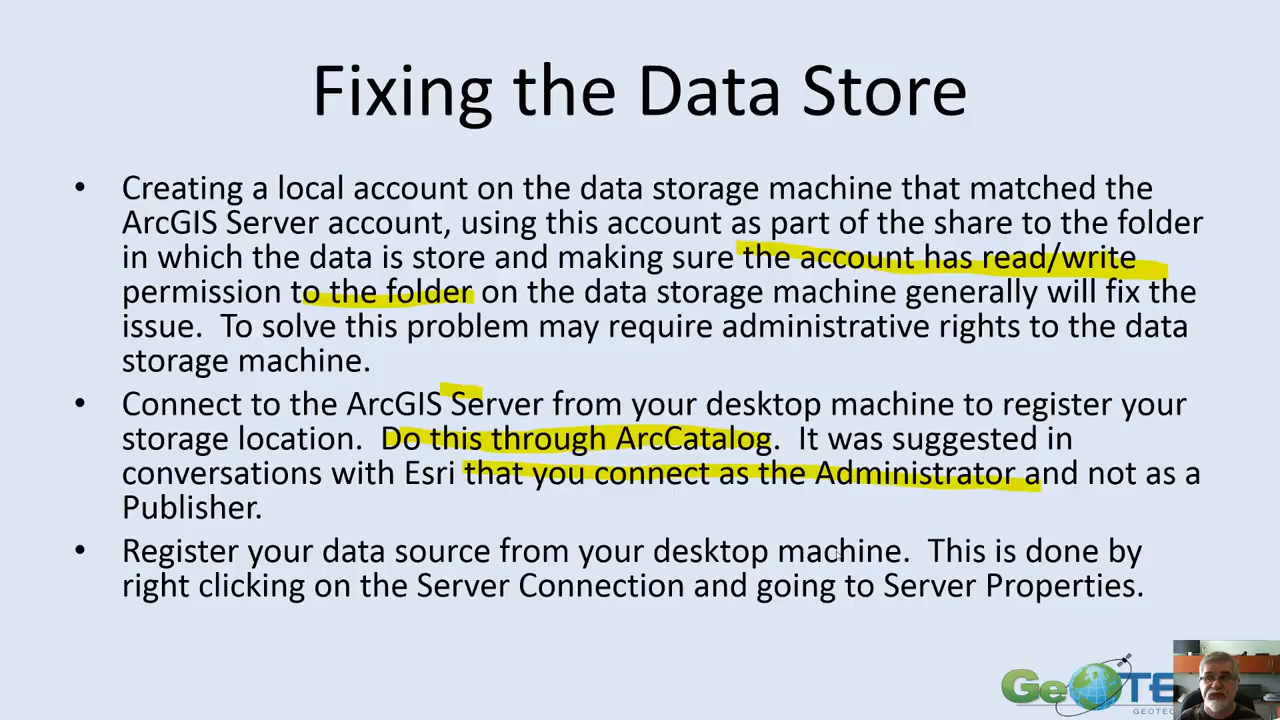 Fixing the Data Store
• Creating a local account on the data storage machine that matched the
ArcGIS Server account, using this account as part of the share to the folder
in which the data is store and making sure the account has read/write
permission to the folder on the data storage machine generally will fix the
issue.  To solve this problem may require administrative rights to the data
storage machine.
• Connect to the ArcGIS Server from your desktop machine to register your
storage location.  Do this through ArcCatalog.  It was suggested in
conversations with Esri that you connect as the Administrator and not as a
Publisher.
• Register your data source from your desktop machine.  This is done by
right clicking on the Server Connection and going to Server Properties.
GeoTE
GEOTEC